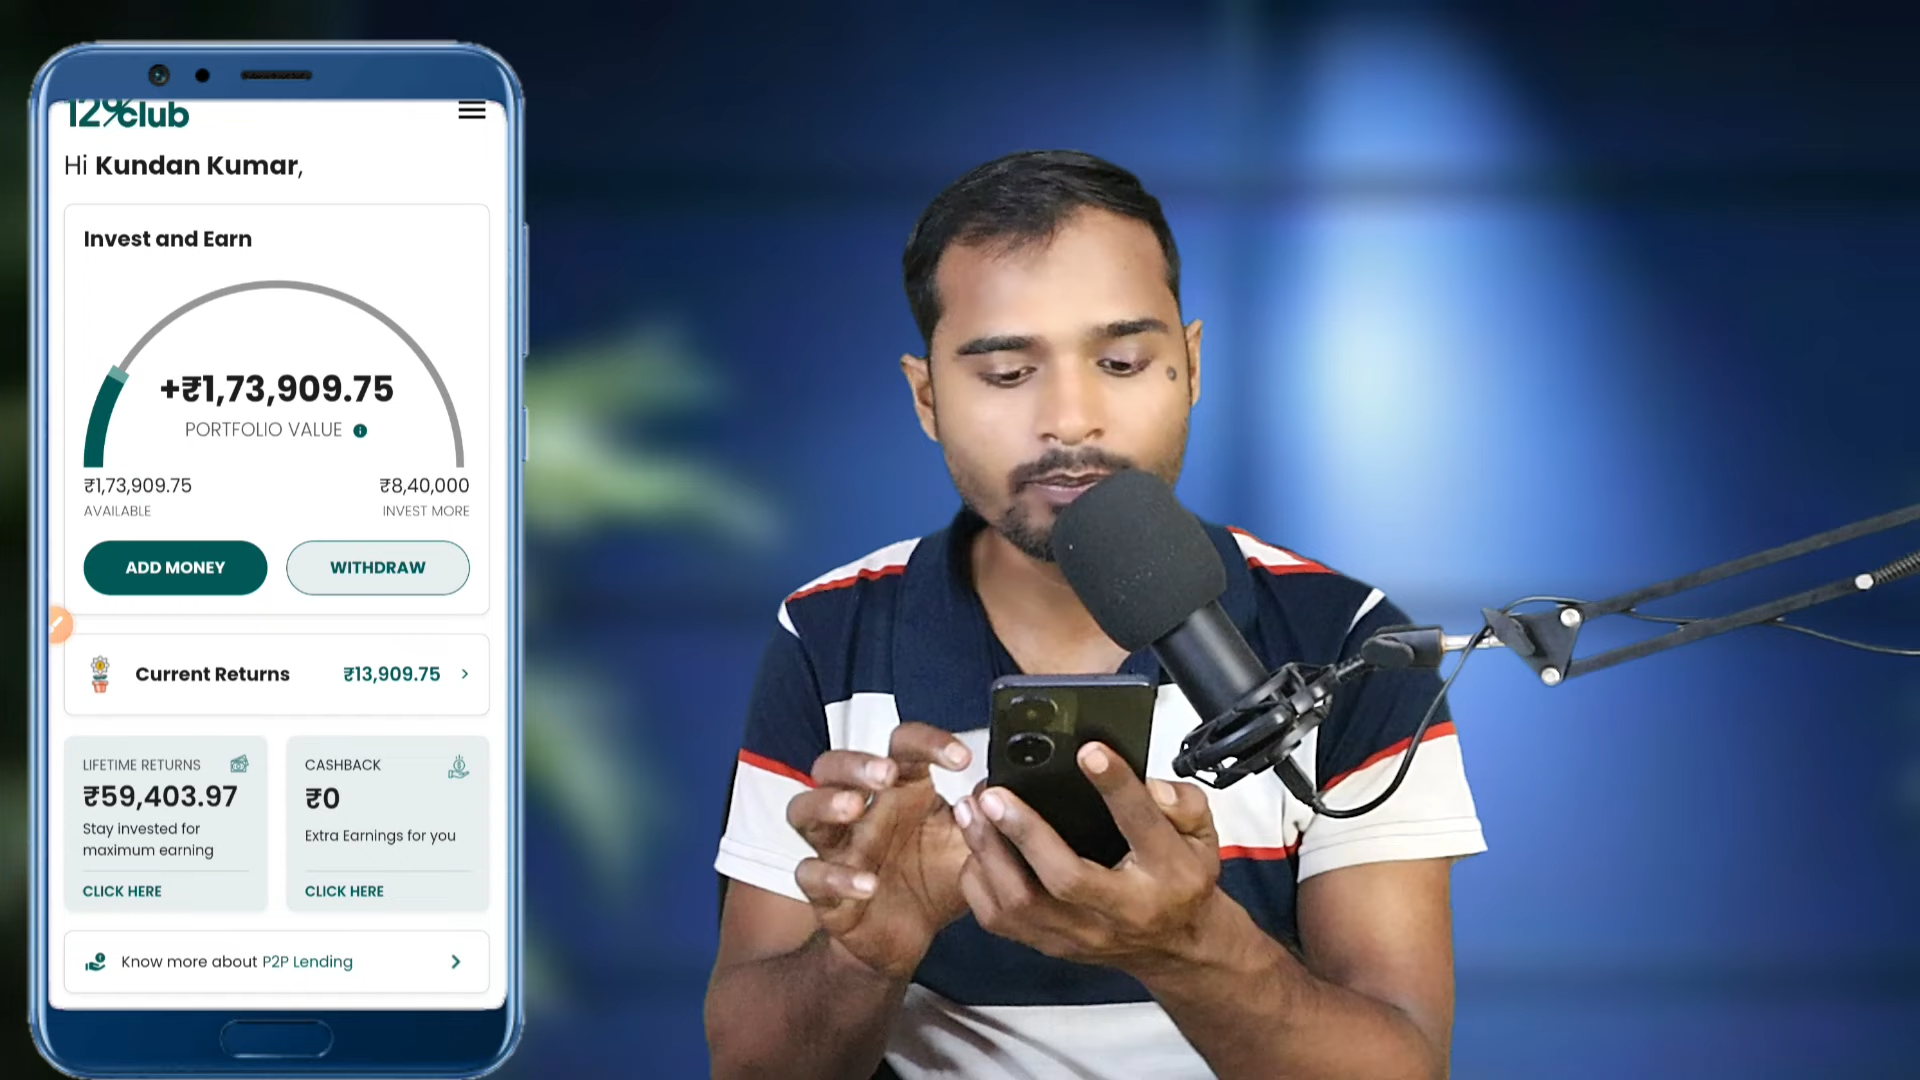 12%club
Hi Kundan Kumar,
Invest and Earn
+₹1,73,909.75
PORTFOLIO VALUE
₹1,73,909.75 ₹8,40,000
AVAILABLE INVEST MORE
ADD MONEY WITHDRAW
Current Returns ₹13,909.75
LIFETIME RETURNS
₹59,403.97
Stay invested for
maximum earning
CLICK HERE
CASHBACK
₹0
Extra Earnings for you
CLICK HERE
Know more about P2P Lending